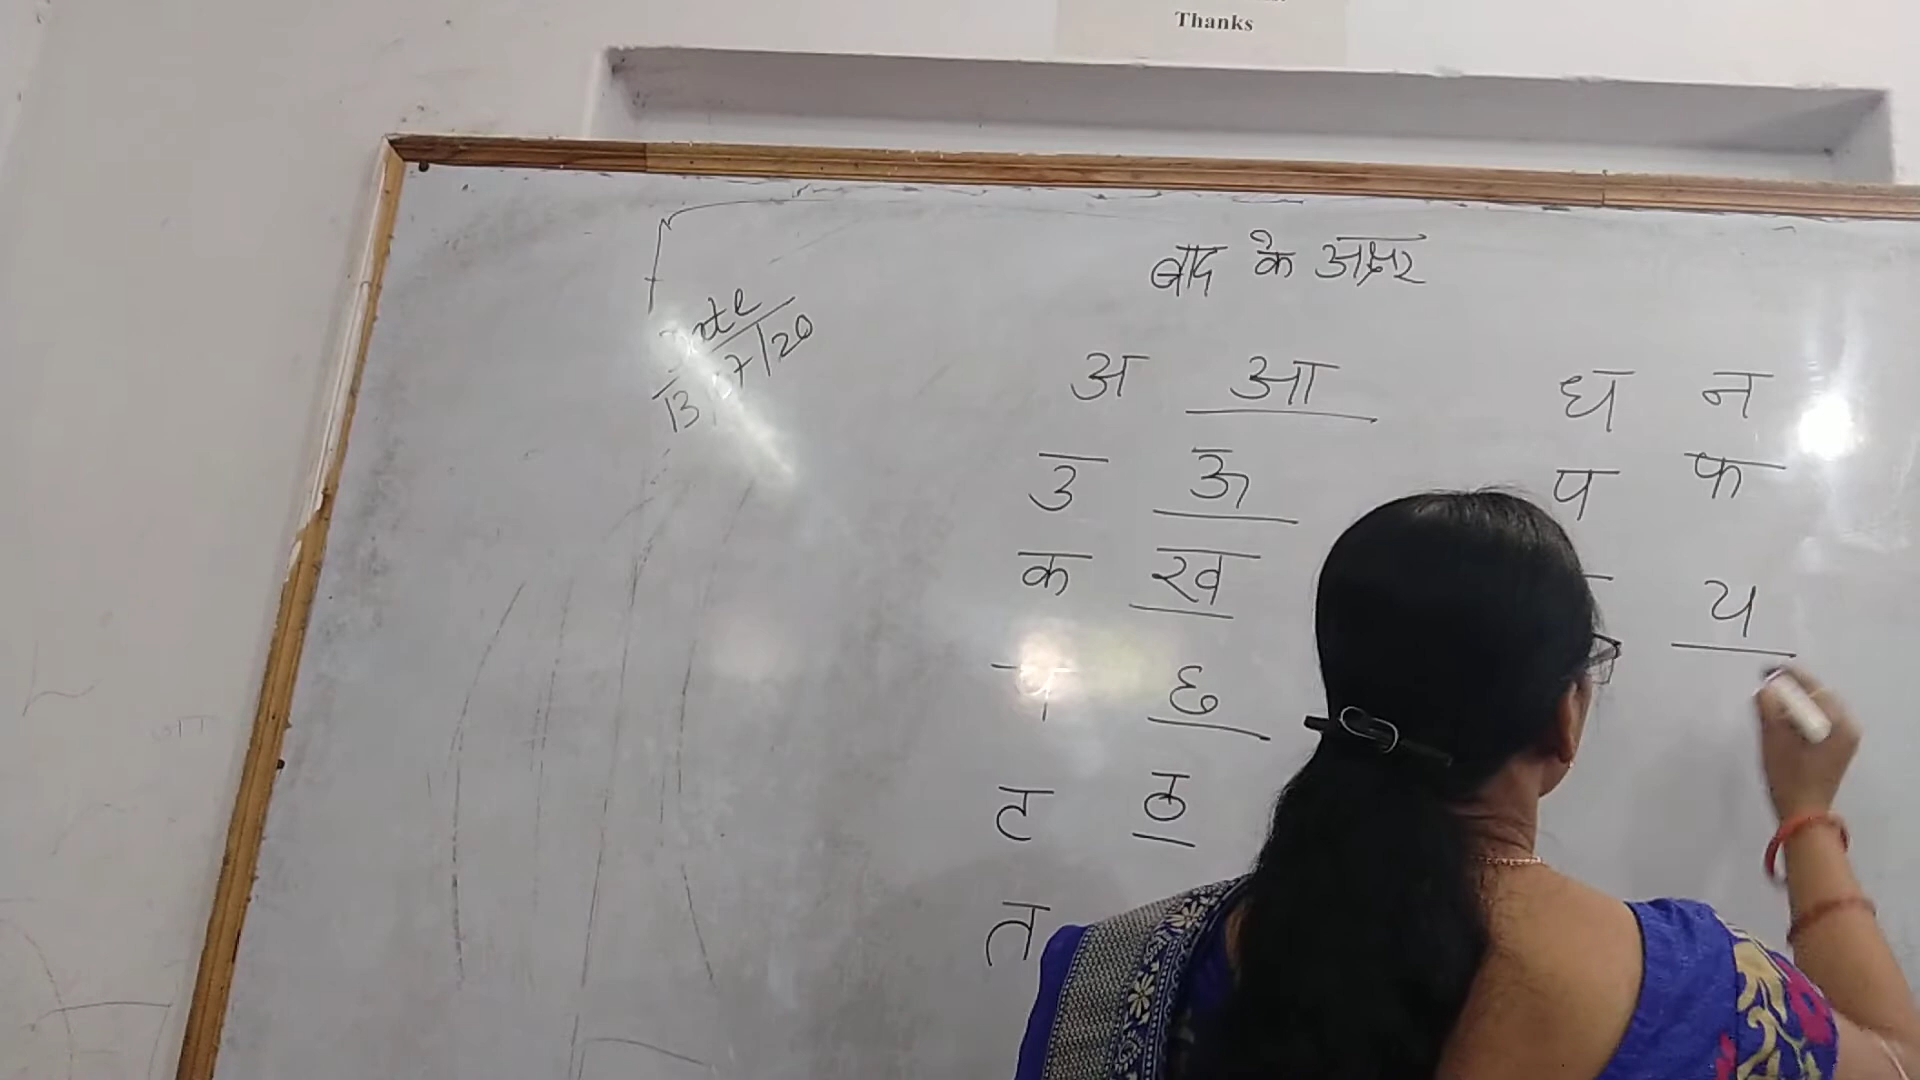 Thanks
बाद के अक्षर
Date
13/7/20
अ आ
उ ऊ
क ख
च छ
ट ठ
त
ध न
प फ
य